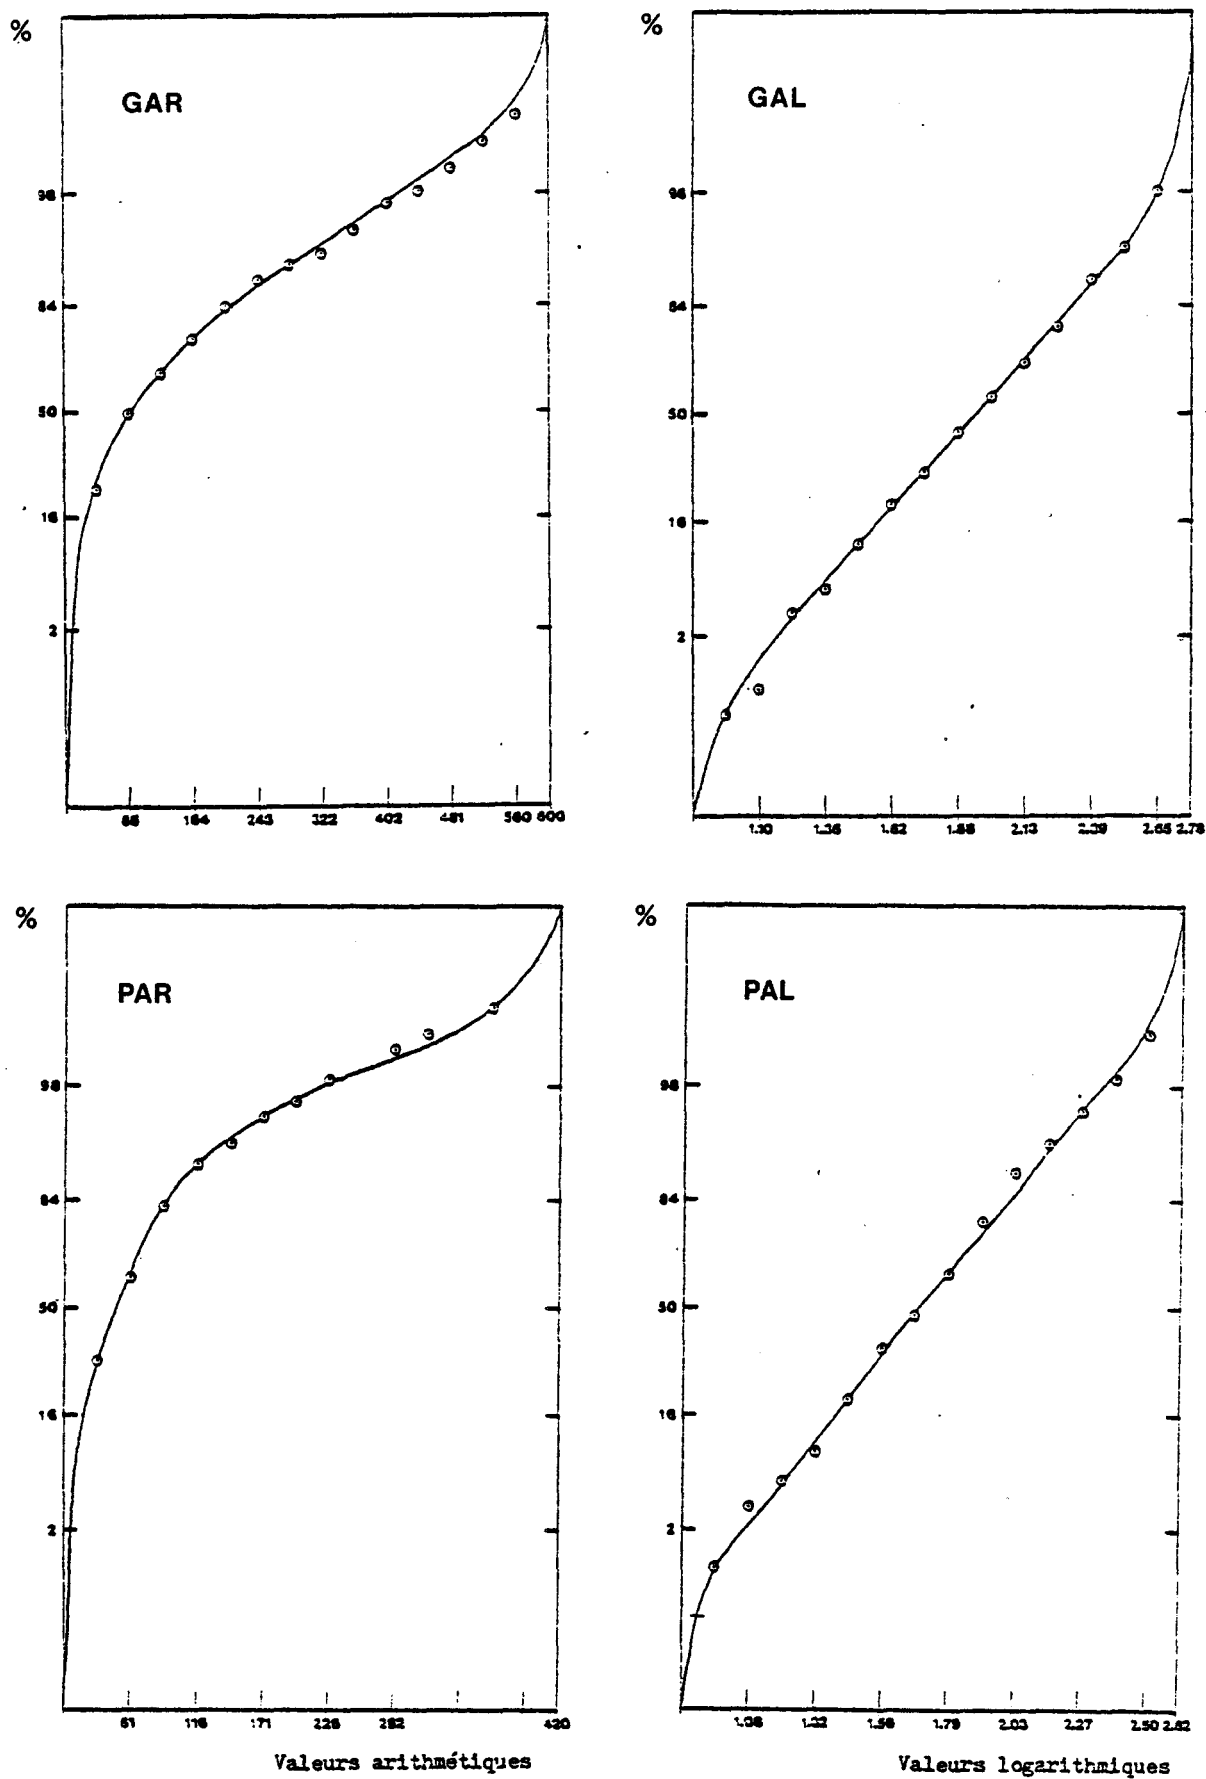 %
GAR
98
84
50
16
2
85 164 243 322 402 481 560 600
%
GAL
98
84
50
16
2
1.10 1.36 1.62 1.88 2.13 2.39 2.65 2.78
%
PAR
98
84
50
16
2
61 116 171 226 282 420
Valeurs arithmétiques
%
PAL
98
84
50
16
2
1.08 1.32 1.56 1.79 2.03 2.27 2.50 2.62
Valeurs logarithmiques